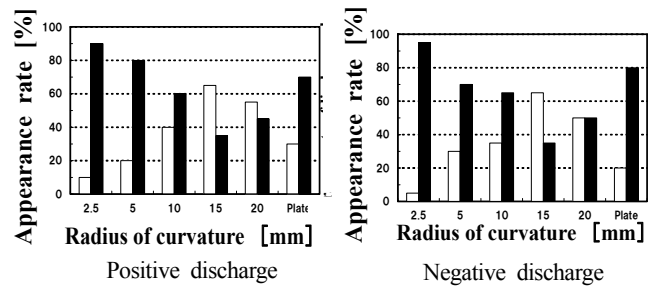 Appearance rate [%]
100
80
60
40
20
0
2.5 5 10 15 20 Plate
Radius of curvature [mm]
Positive discharge
Appearance rate [%]
100
80
60
40
20
0
2.5 5 10 15 20 Plate
Radius of curvature [mm]
Negative discharge